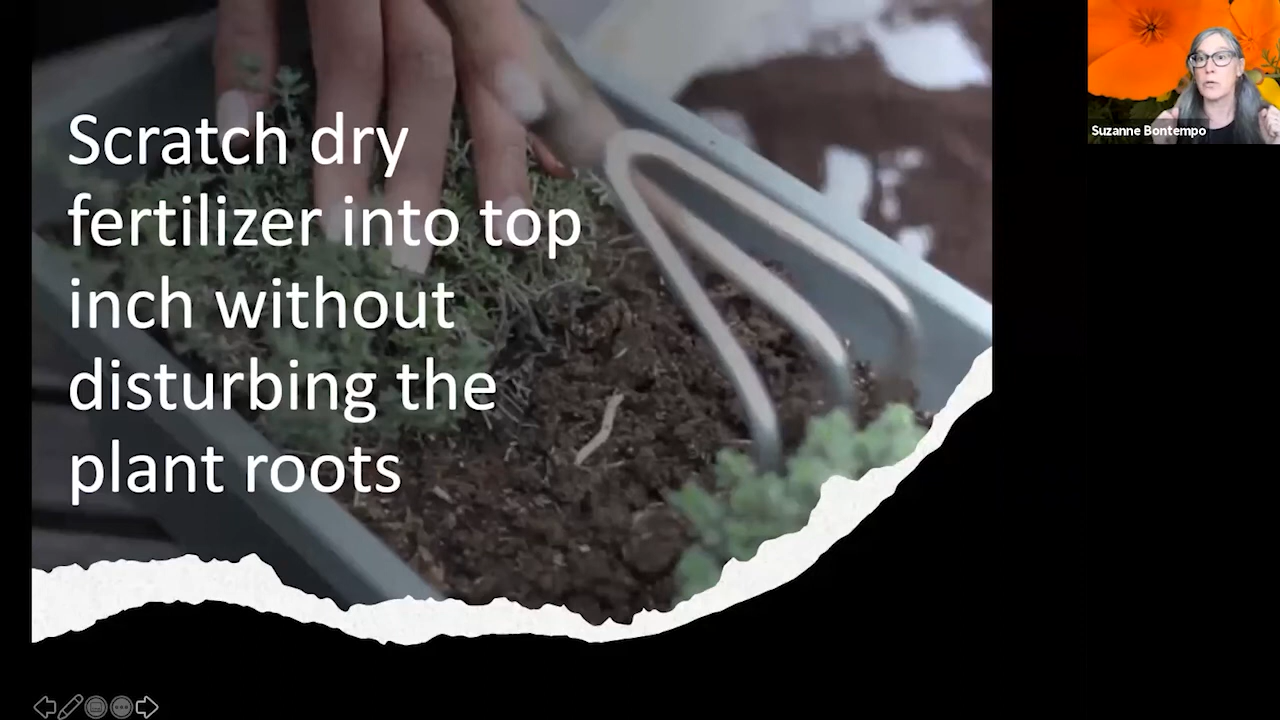 Scratch dry
fertilizer into top
inch without
disturbing the
plant roots
Suzanne Bontempo